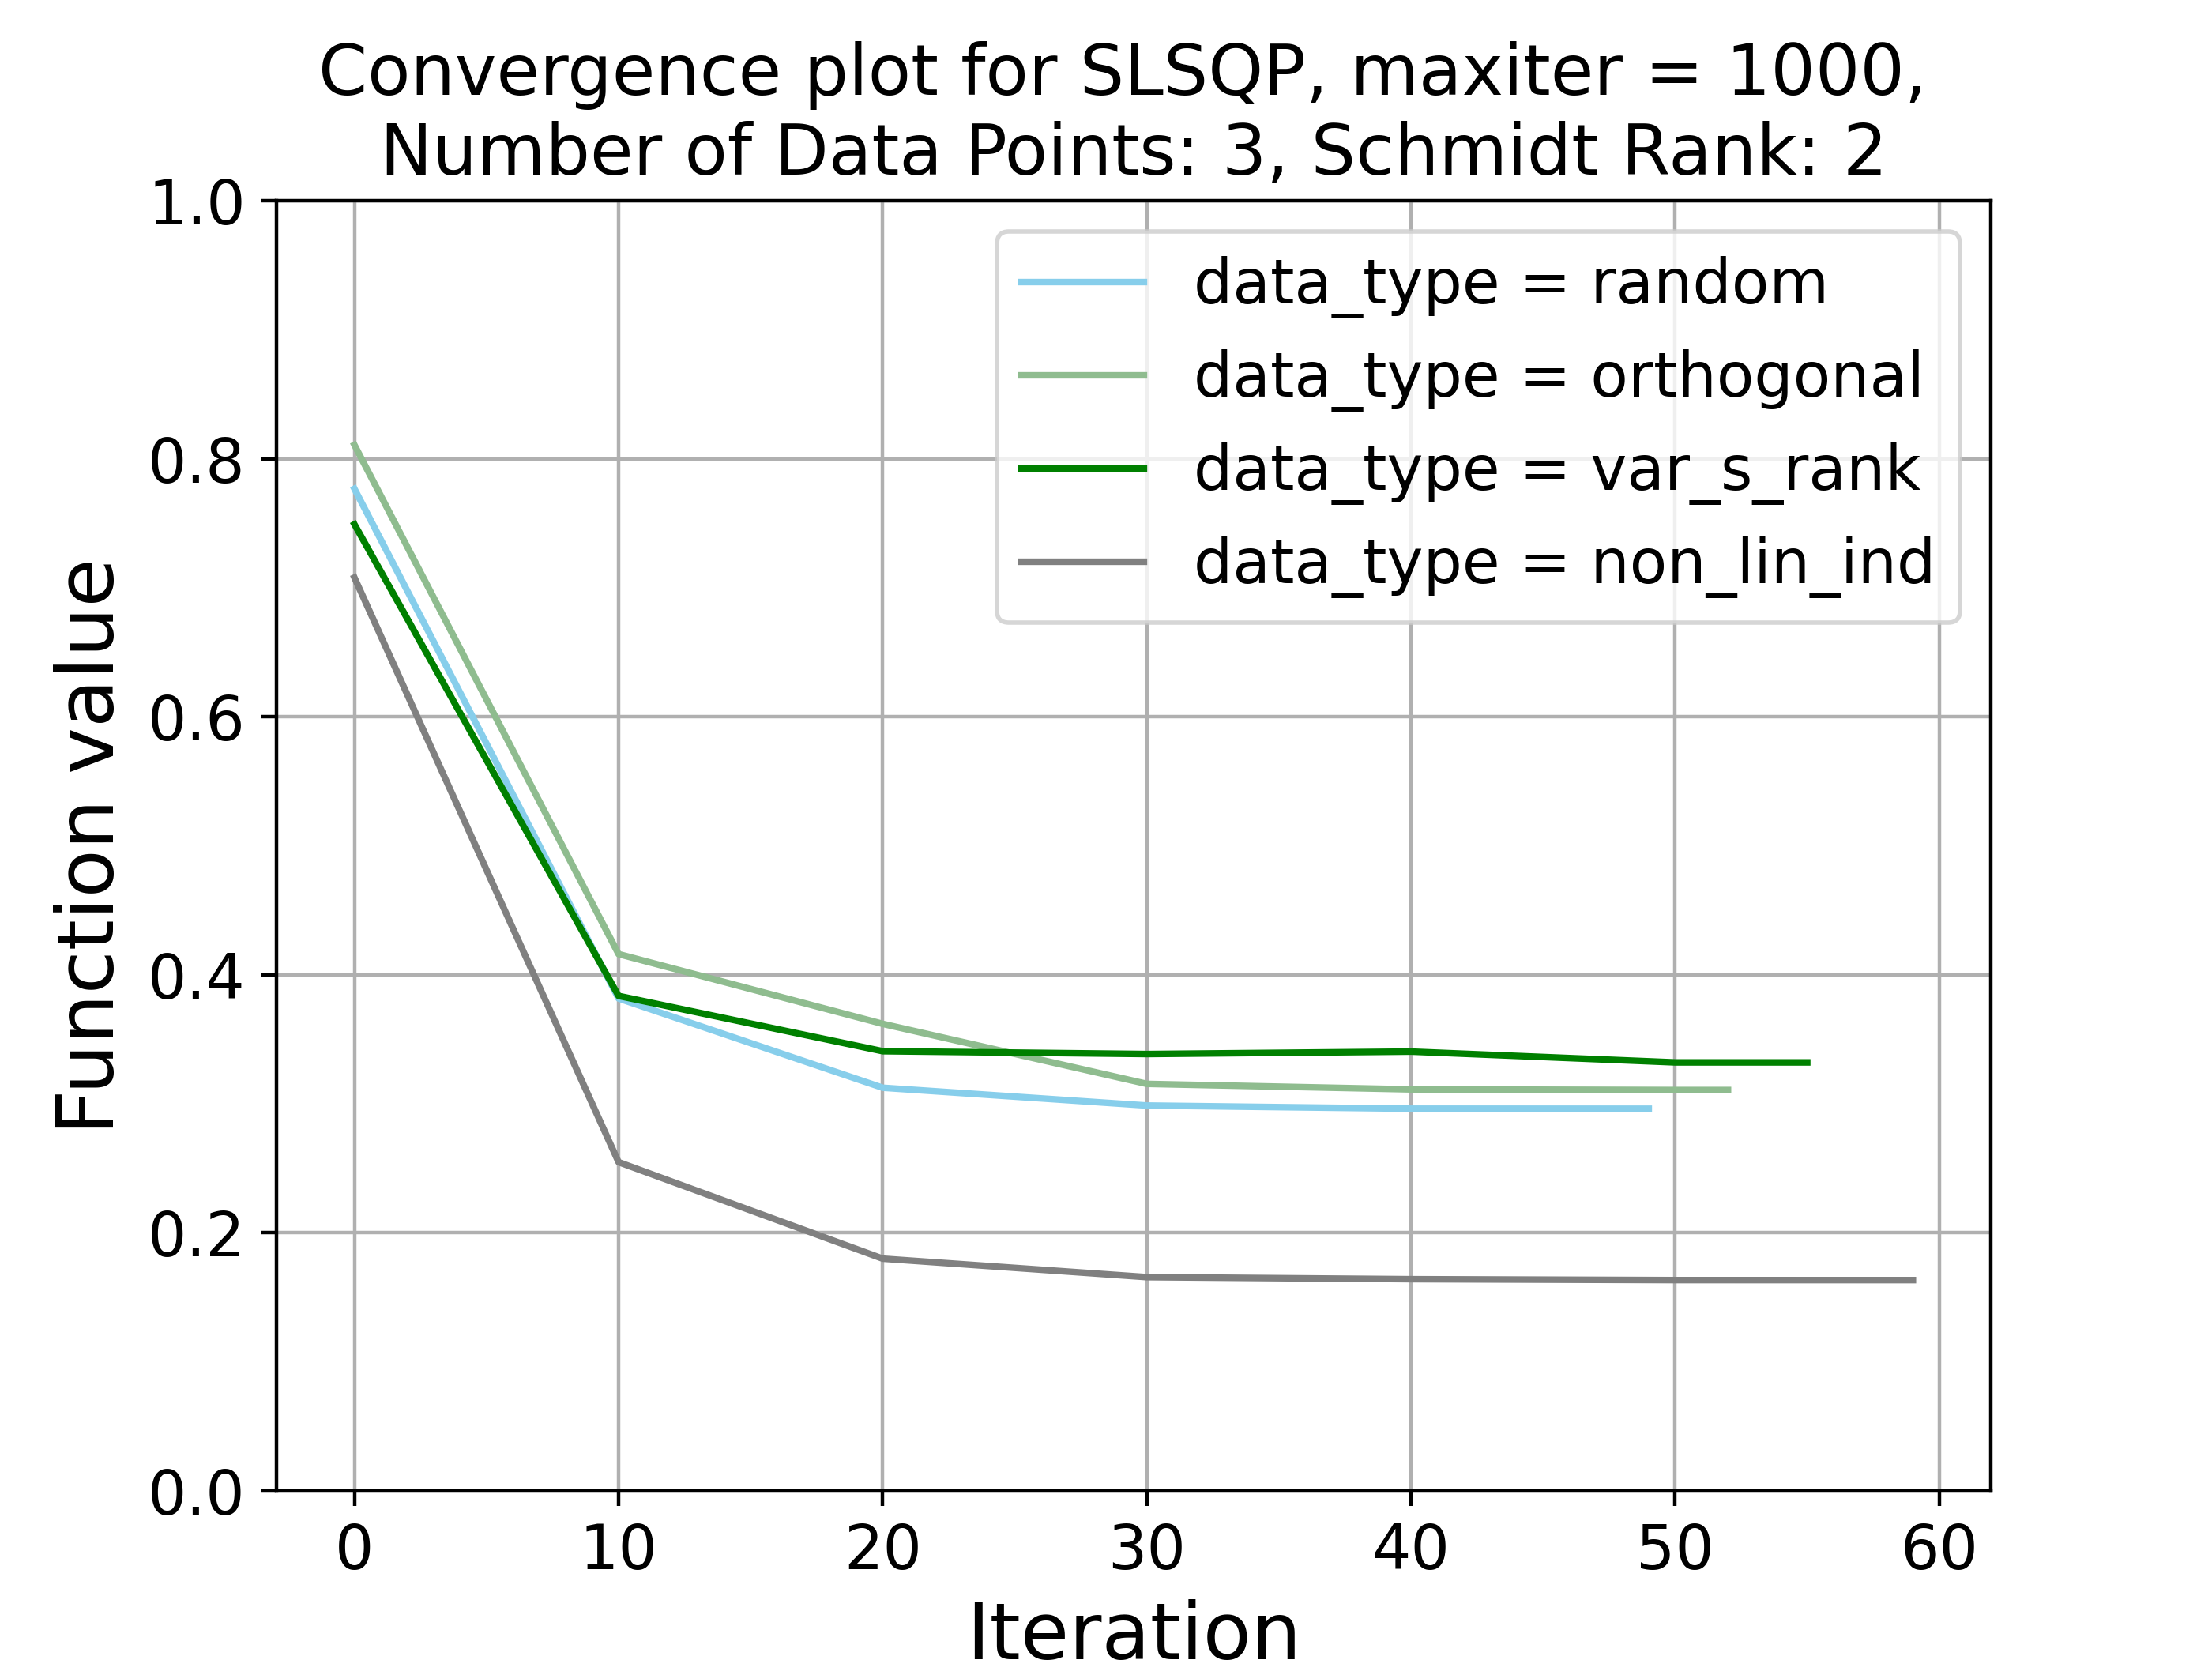 Convergence plot for SLSQP, maxiter = 1000,
Number of Data Points: 3, Schmidt Rank: 2
1.0
0.8
0.6
0.4
0.2
0.0
Function value
data_type = random
data_type = orthogonal
data_type = var_s_rank
data_type = non_lin_ind
0 10 20 30 40 50 60
Iteration